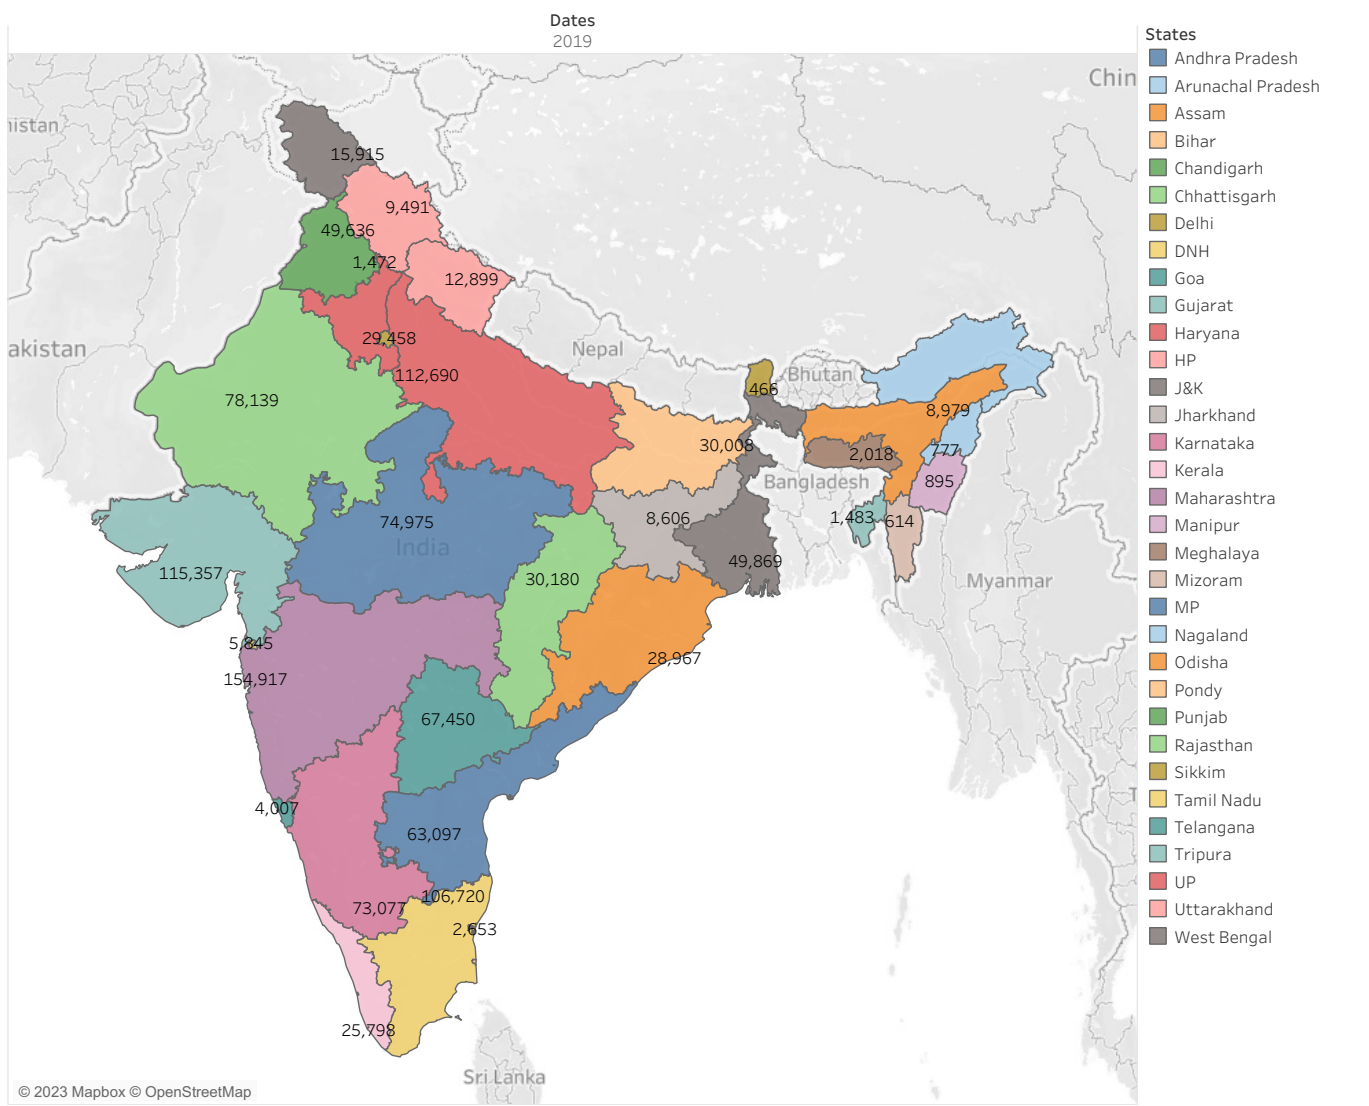 Dates
2019
Chin
nistan
akistan
Nepal
Bhutan
Bangladesh
India
Myanmar
Sri Lanka
T
15,915
9,491
49,636
1,472
12,899
29,458
112,690
78,139
466
8,979
30,008
2,018
777
895
74,975
8,606
1,483
614
49,869
115,357
30,180
5,845
28,967
154,917
67,450
4,007
63,097
106,720
73,077
2,653
25,798
© 2023 Mapbox © OpenStreetMap
States
Andhra Pradesh
Arunachal Pradesh
Assam
Bihar
Chandigarh
Chhattisgarh
Delhi
DNH
Goa
Gujarat
Haryana
HP
J&K
Jharkhand
Karnataka
Kerala
Maharashtra
Manipur
Meghalaya
Mizoram
MP
Nagaland
Odisha
Pondy
Punjab
Rajasthan
Sikkim
Tamil Nadu
Telangana
Tripura
UP
Uttarakhand
West Bengal